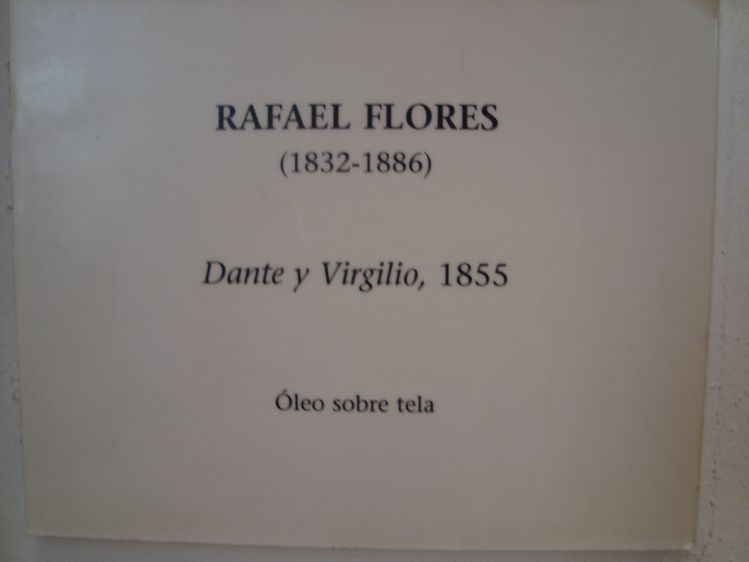 RAFAEL FLORES
(1832-1886)
Dante y Virgilio, 1855
Óleo sobre tela